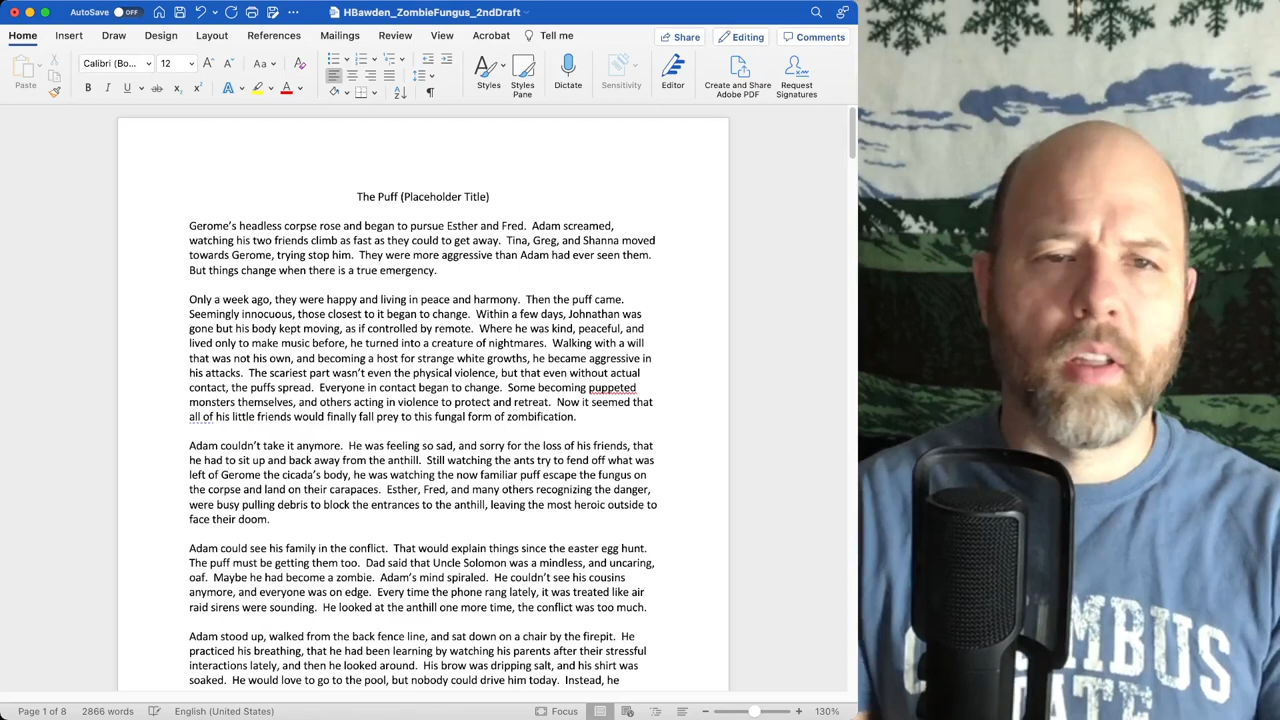 AutoSave OFF
HBawden_ZombieFungus_2ndDraft
Home Insert Draw Design Layout References Mailings Review View Acrobat Tell me
Share Editing Comments
Paste
Calibri (Bo... 12
Styles
Styles Pane
Dictate
Sensitivity
Editor
Create and Share Adobe PDF
Request Signatures
The Puff (Placeholder Title)
Gerome's headless corpse rose and began to pursue Esther and Fred. Adam screamed,
watching his two friends climb as fast as they could to get away. Tina, Greg, and Shanna moved
towards Gerome, trying stop him. They were more aggressive than Adam had ever seen them.
But things change when there is a true emergency.
Only a week ago, they were happy and living in peace and harmony. Then the puff came.
Seemingly innocuous, those closest to it began to change. Within a few days, Johnathan was
gone but his body kept moving, as if controlled by remote. Where he was kind, peaceful, and
lived only to make music before, he turned into a creature of nightmares. Walking with a will
that was not his own, and becoming a host for strange white growths, he became aggressive in
his attacks. The scariest part wasn't even the physical violence, but that even without actual
contact, the puffs spread. Everyone in contact began to change. Some becoming puppeted
monsters themselves, and others acting in violence to protect and retreat. Now it seemed that
all of his little friends would finally fall prey to this fungal form of zombification.
Adam couldn't take it anymore. He was feeling so sad, and sorry for the loss of his friends, that
he had to sit up and back away from the anthill. Still watching the ants try to fend off what was
left of Gerome the cicada's body, he was watching the now familiar puff escape the fungus on
the corpse and land on their carapaces. Esther, Fred, and many others recognizing the danger,
were busy pulling debris to block the entrances to the anthill, leaving the most heroic outside to
face their doom.
Adam could see his family in the conflict. That would explain things since the easter egg hunt.
The puff must be getting them too. Dad said that Uncle Solomon was a mindless, and uncaring,
oaf. Maybe he had become a zombie. Adam's mind spiraled. He couldn't see his cousins
anymore, and everyone was on edge. Every time the phone rang lately, it was treated like air
raid sirens were sounding. He looked at the anthill one more time, the conflict was too much.
Adam stood up, walked from the back fence line, and sat down on a chair by the firepit. He
practiced his breathing, that he had been learning by watching his parents after their stressful
interactions lately, and then he looked around. His brow was dripping salt, and his shirt was
soaked. He would love to go to the pool, but nobody could drive him today. Instead, he
Page 1 of 8 2866 words English (United States) Focus 130%